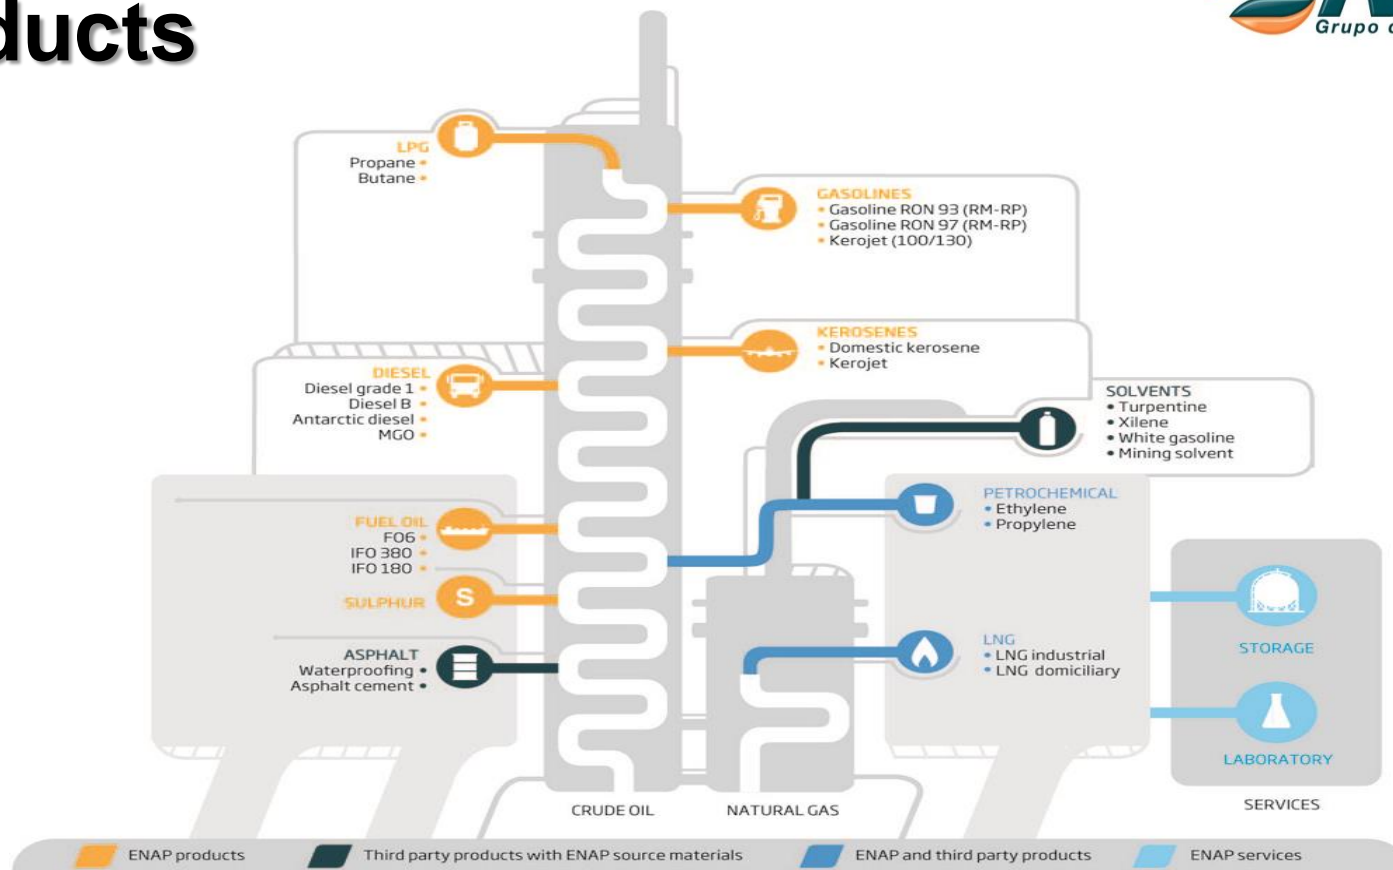 LPG
Propane •
Butane •
GASOLINES
• Gasoline RON 93 (RM-RP)
• Gasoline RON 97 (RM-RP)
• Kerojet (100/130)
KEROSENES
• Domestic kerosene
• Kerojet
DIESEL
Diesel grade 1 •
Diesel B •
Antarctic diesel •
MGO •
SOLVENTS
• Turpentine
• Xilene
• White gasoline
• Mining solvent
PETROCHEMICAL
• Ethylene
• Propylene
FUEL OIL
FO6 •
IFO 380 •
IFO 180 •
SULPHUR
S
ASPHALT
Waterproofing •
Asphalt cement •
LNG
• LNG industrial
• LNG domiciliary
STORAGE
LABORATORY
SERVICES
CRUDE OIL
NATURAL GAS
ENAP products
Third party products with ENAP source materials
ENAP and third party products
ENAP services
Grupo